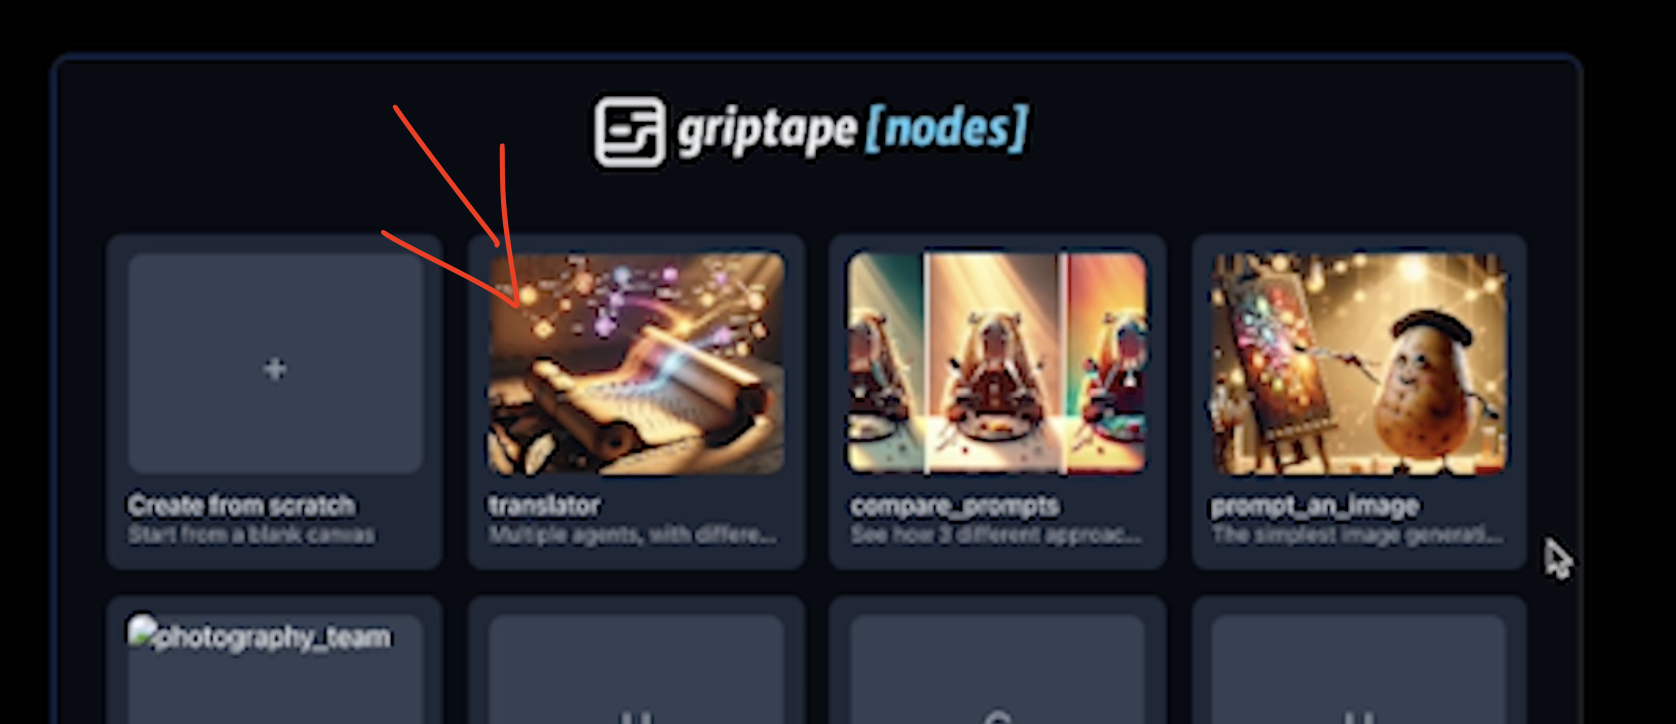 griptape [nodes]
+
Create from scratch
Start from a blank canvas
translator
Multiple agents, with differe...
compare_prompts
See how 3 different approac...
prompt_an_image
The simplest image generati...
photography_team